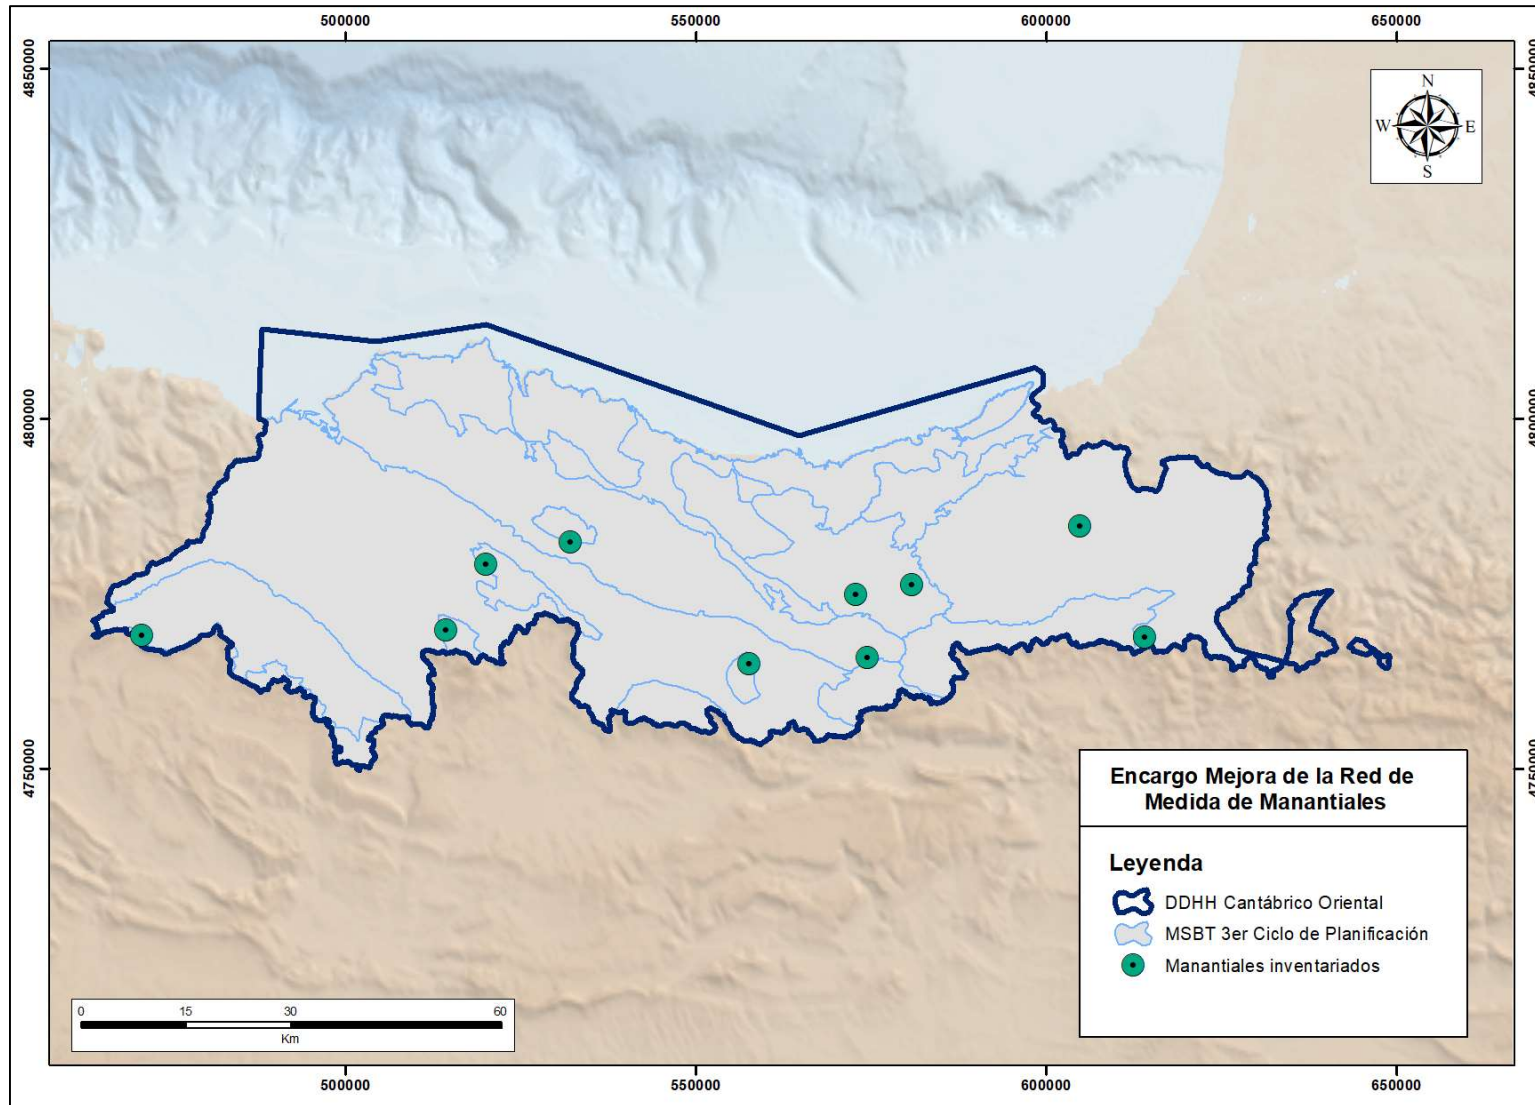 500000
550000
600000
650000
4850000
4850000
N
W
E
S
4800000
4800000
4750000
4750000
Encargo Mejora de la Red de
Medida de Manantiales
Leyenda
DDHH Cantábrico Oriental
MSBT 3er Ciclo de Planificación
Manantiales inventariados
0
15
30
60
Km
500000
550000
600000
650000